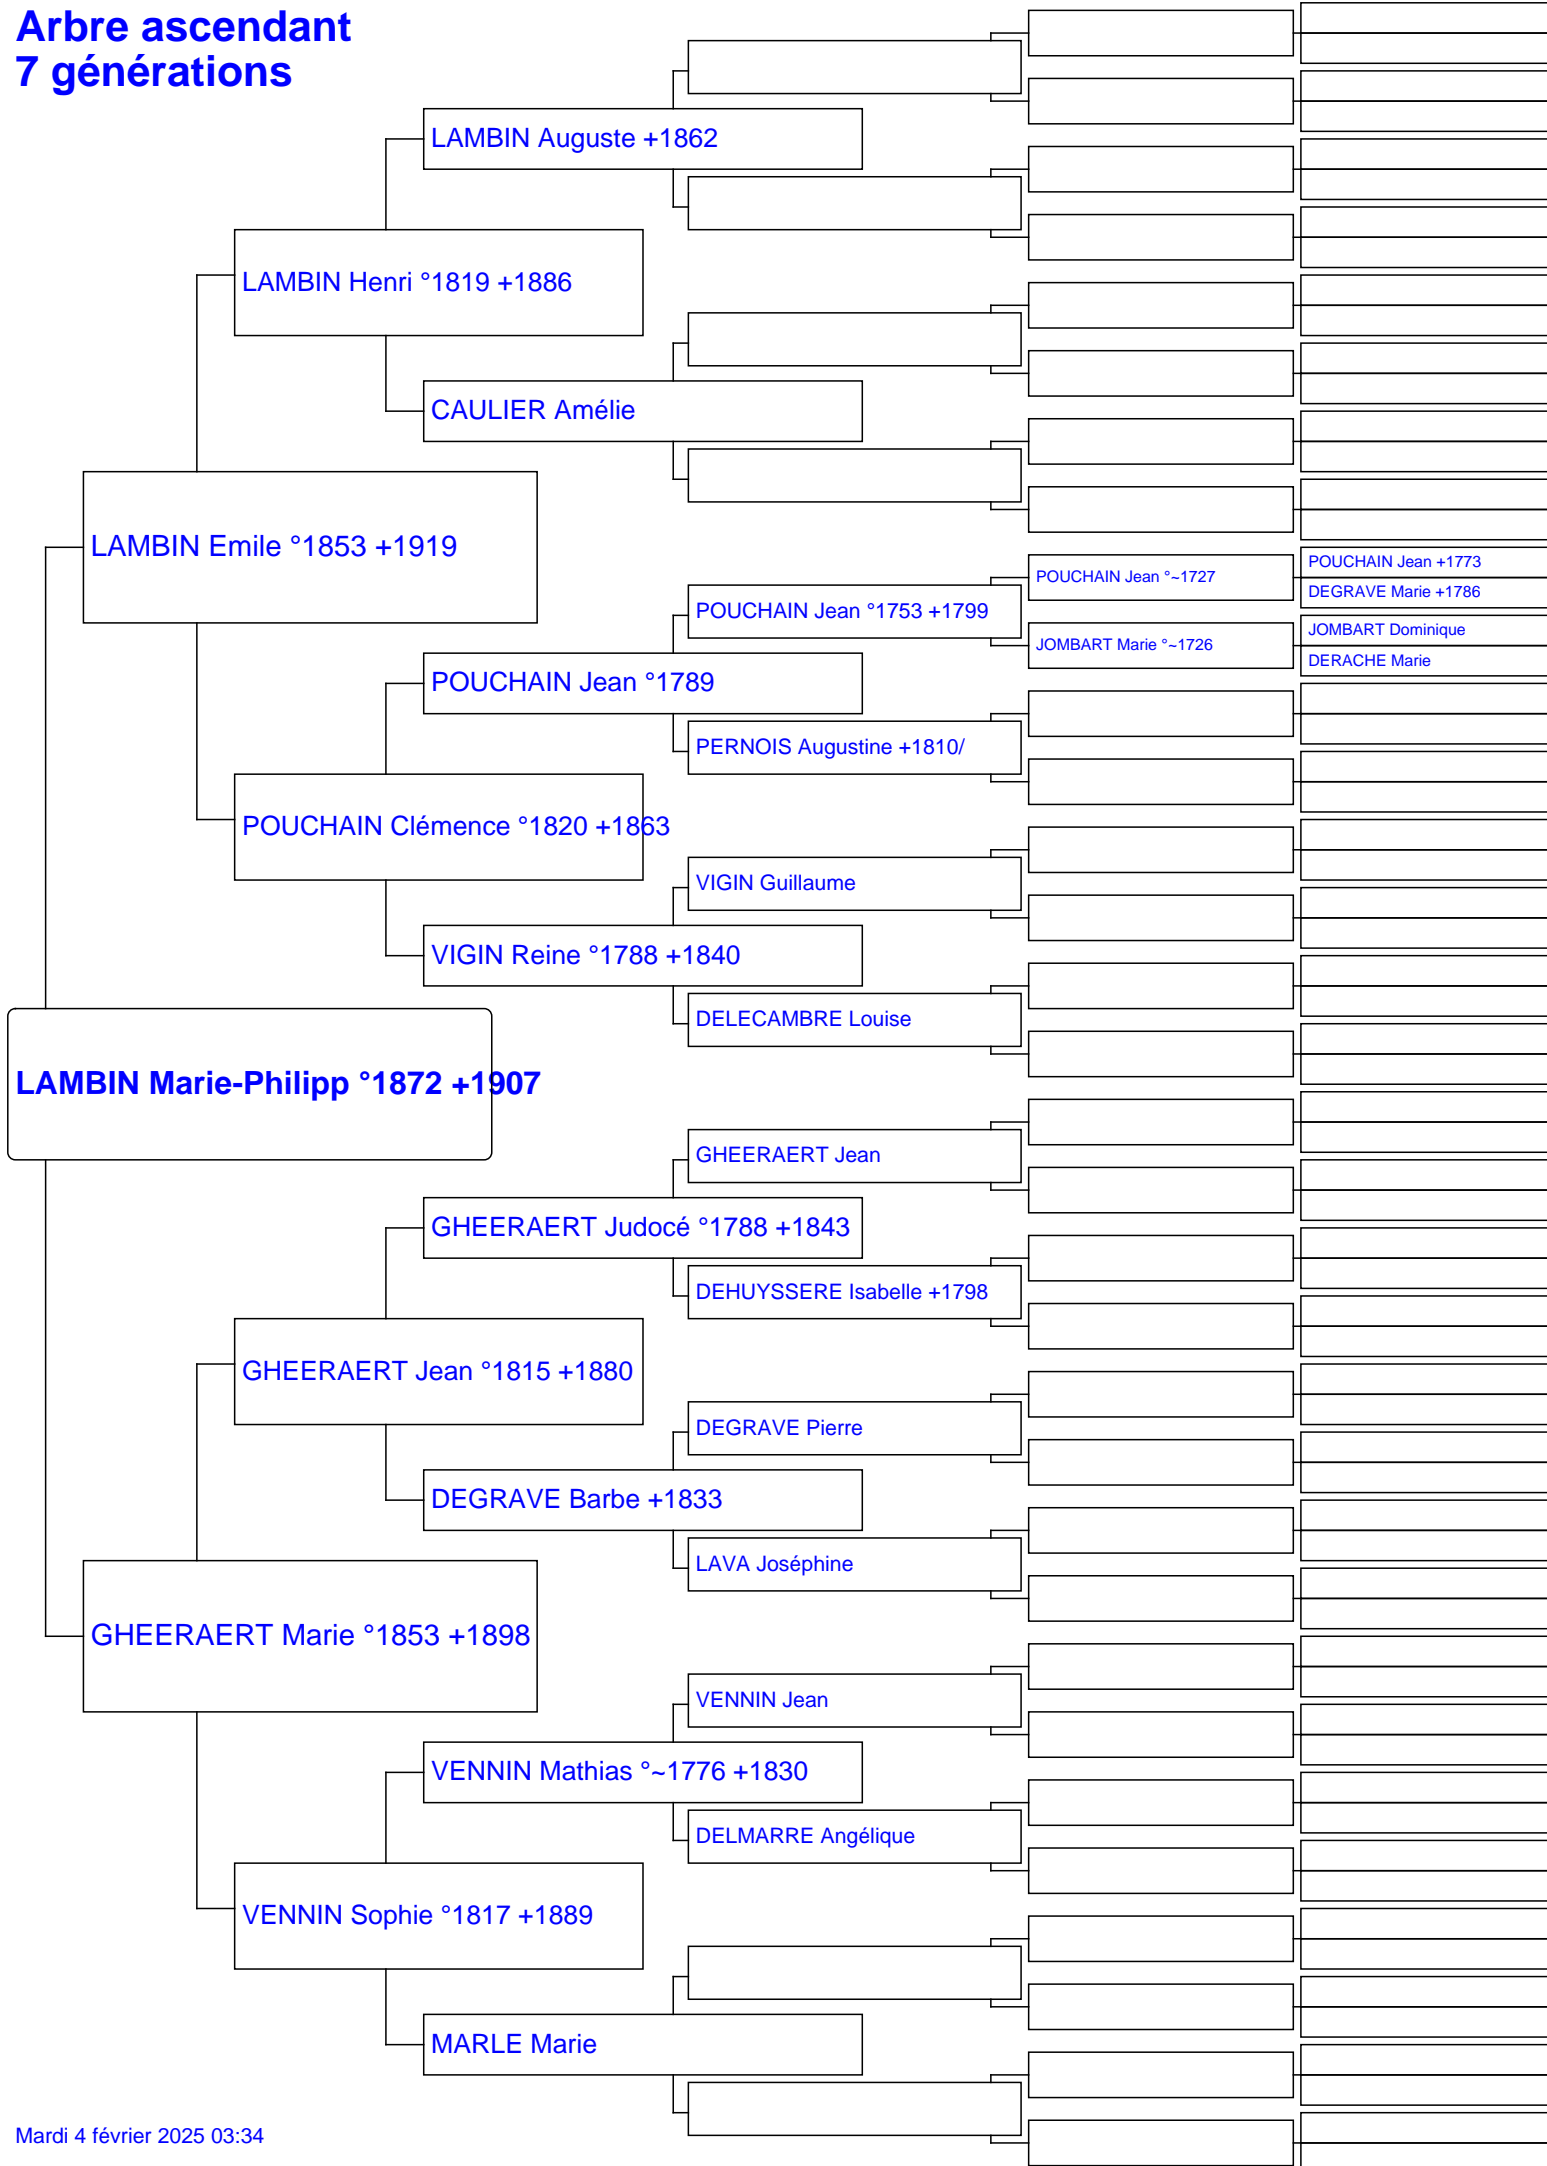 Arbre ascendant
7 générations
LAMBIN Auguste +1862
LAMBIN Henri °1819 +1886
CAULIER Amélie
LAMBIN Emile °1853 +1919
POUCHAIN Jean +1773
POUCHAIN Jean °~1727
DEGRAVE Marie +1786
POUCHAIN Jean °1753 +1799
JOMBART Dominique
JOMBART Marie °~1726
DERACHE Marie
POUCHAIN Jean °1789
PERNOIS Augustine +1810/
POUCHAIN Clémence °1820 +1863
VIGIN Guillaume
VIGIN Reine °1788 +1840
DELECAMBRE Louise
LAMBIN Marie-Philipp °1872 +1907
GHEERAERT Jean
GHEERAERT Judocé °1788 +1843
DEHUYSSERE Isabelle +1798
GHEERAERT Jean °1815 +1880
DEGRAVE Pierre
DEGRAVE Barbe +1833
LAVA Joséphine
GHEERAERT Marie °1853 +1898
VENNIN Jean
VENNIN Mathias °~1776 +1830
DELMARRE Angélique
VENNIN Sophie °1817 +1889
MARLE Marie
Mardi 4 février 2025 03:34